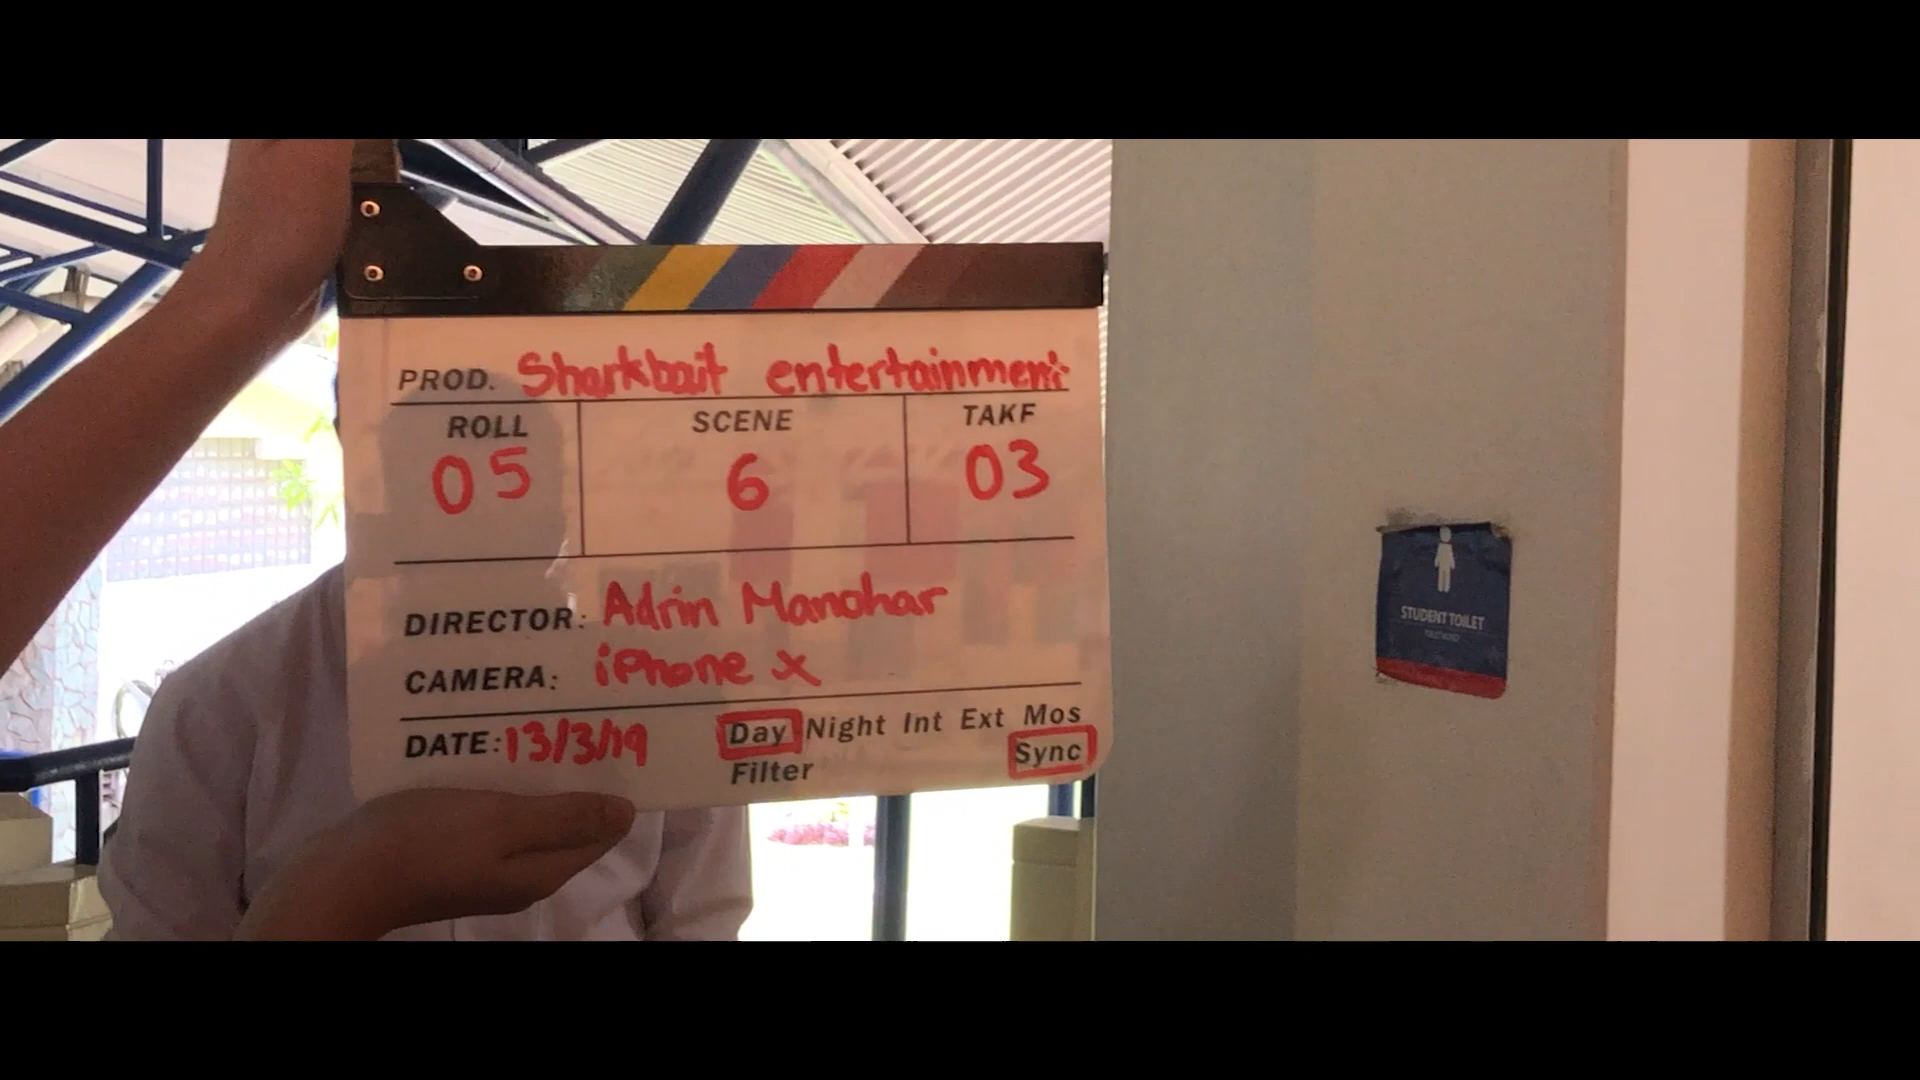 PROD. Sharkbait entertainment
ROLL SCENE TAKE
05 6 03
DIRECTOR: Adrin Manohar
CAMERA: iPhone x
DATE: 13/3/19 Day Night Int Ext Mos
Filter Sync
STUDENT TOILET